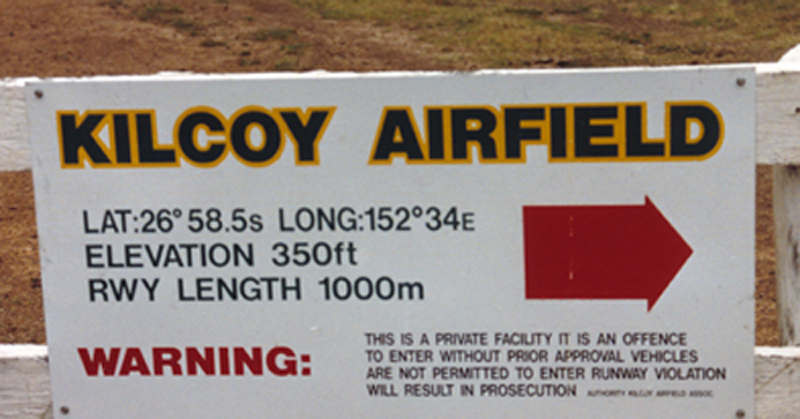 KILCOY AIRFIELD
LAT:26° 58.5s LONG:152°34E
ELEVATION 350ft
RWY LENGTH 1000m
WARNING:
THIS IS A PRIVATE FACILITY IT IS AN OFFENCE
TO ENTER WITHOUT PRIOR APPROVAL VEHICLES
ARE NOT PERMITTED TO ENTER RUNWAY VIOLATION
WILL RESULT IN PROSECUTION AUTHORITY KILCOY AIRFIELD ASSOC.